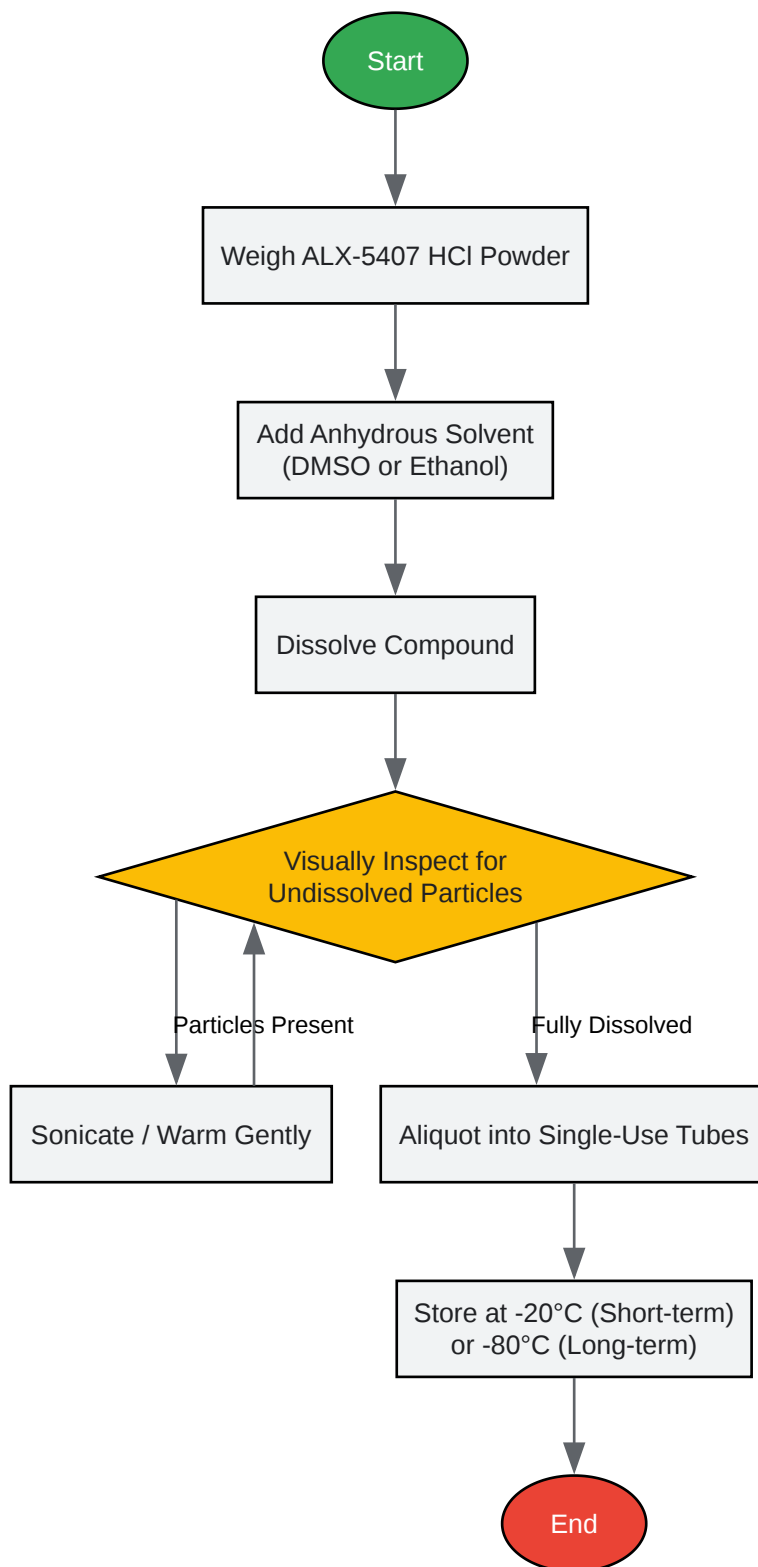 Start
Weigh ALX-5407 HCl Powder
Add Anhydrous Solvent
(DMSO or Ethanol)
Dissolve Compound
Visually Inspect for
Undissolved Particles
Particles Present
Fully Dissolved
Sonicate / Warm Gently
Aliquot into Single-Use Tubes
Store at -20°C (Short-term)
or -80°C (Long-term)
End